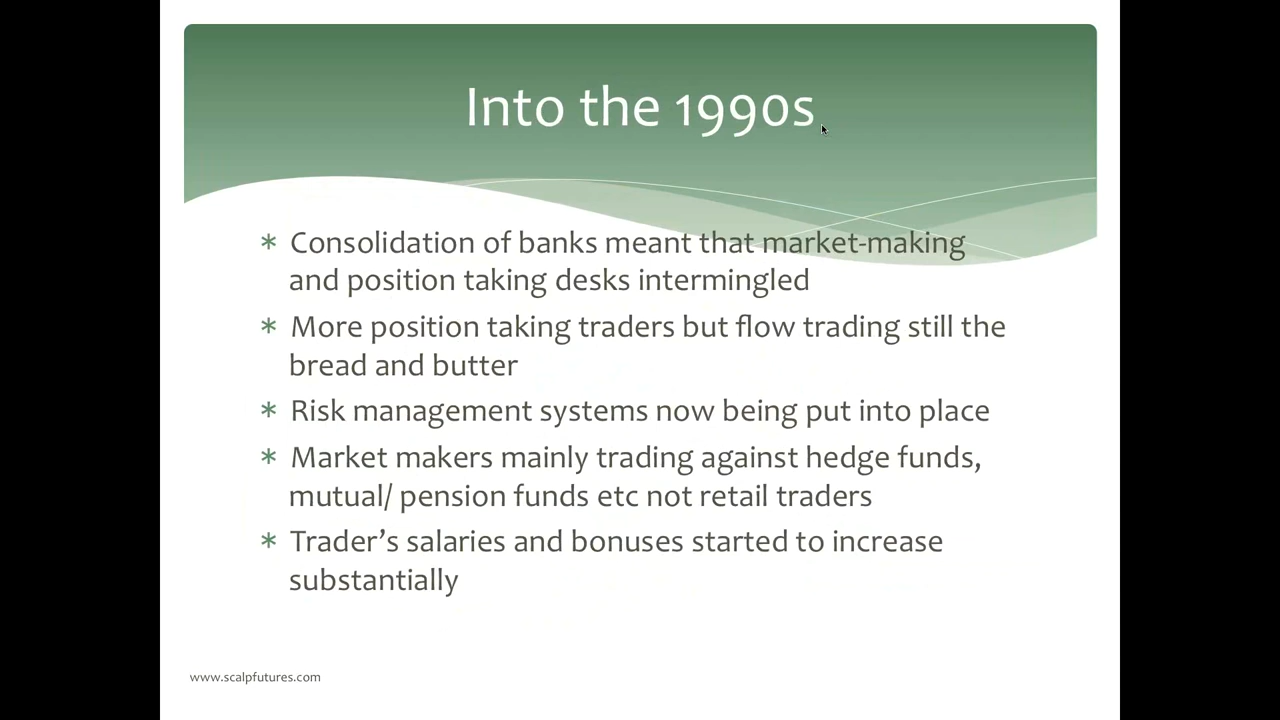 Into the 1990s
* Consolidation of banks meant that market-making
and position taking desks intermingled
* More position taking traders but flow trading still the
bread and butter
* Risk management systems now being put into place
* Market makers mainly trading against hedge funds,
mutual/ pension funds etc not retail traders
* Trader’s salaries and bonuses started to increase
substantially
www.scalpfutures.com